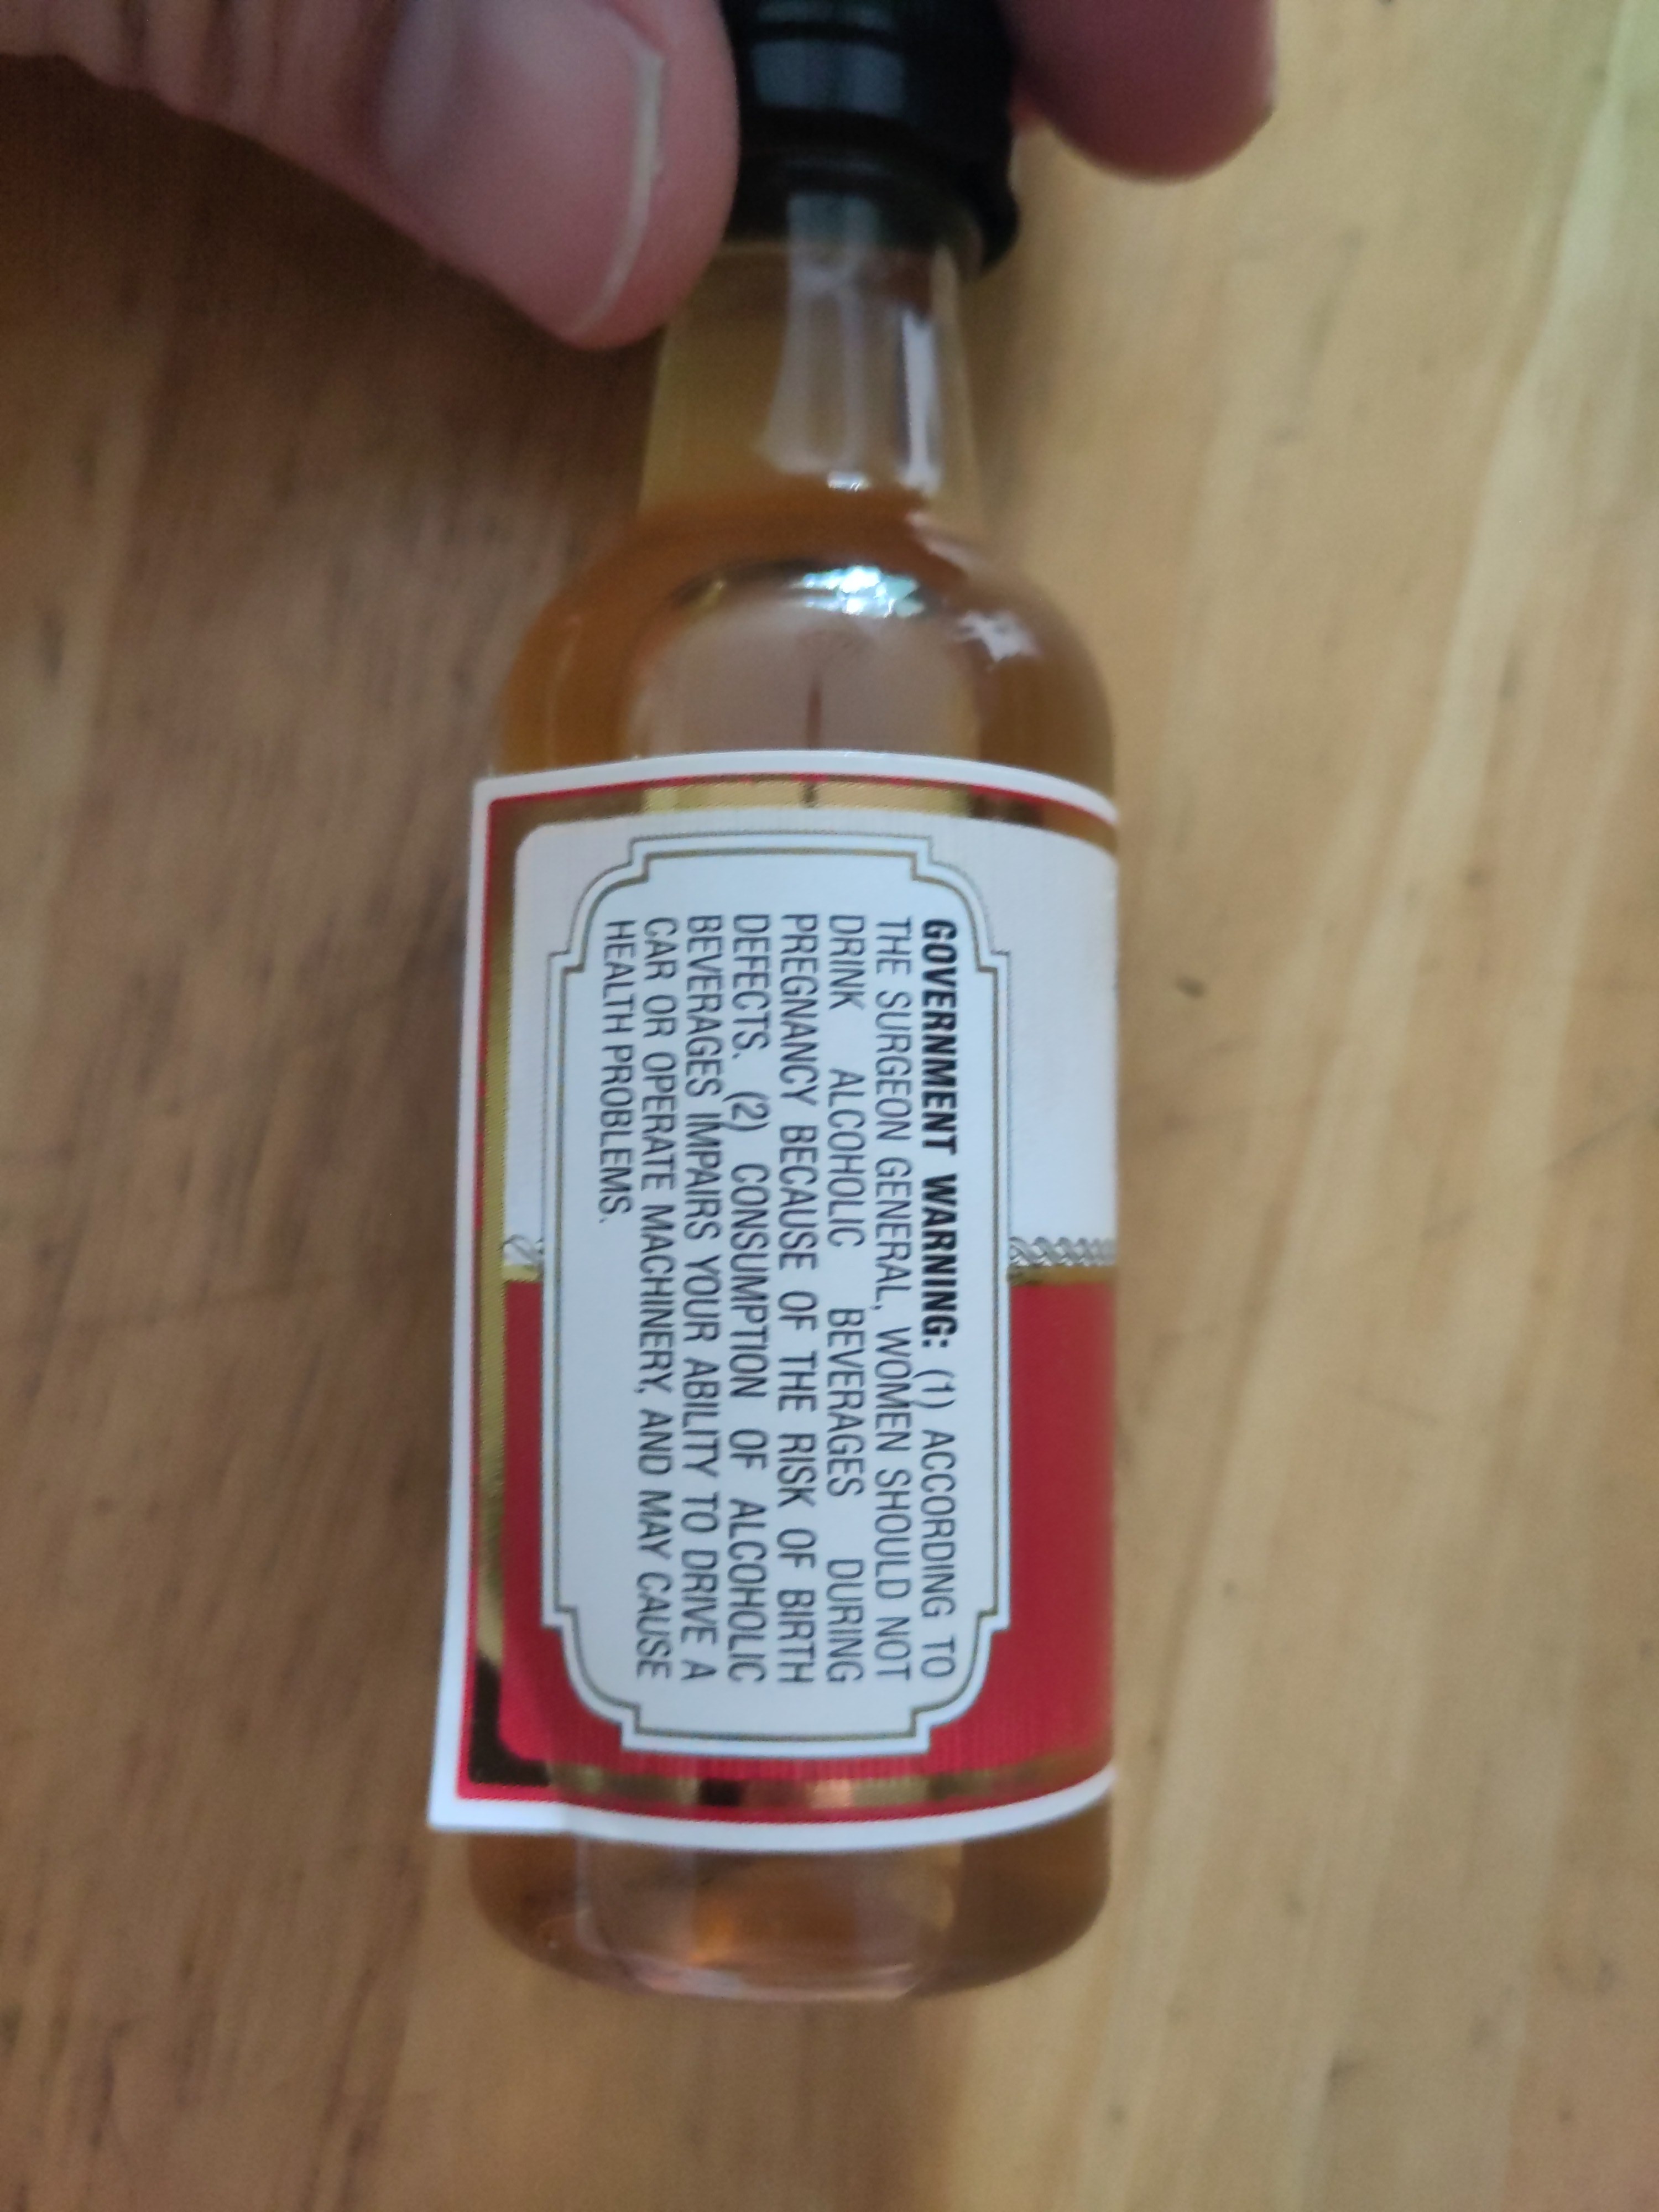 GOVERNMENT WARNING: (1) ACCORDING TO
THE SURGEON GENERAL, WOMEN SHOULD NOT
DRINK ALCOHOLIC BEVERAGES DURING
PREGNANCY BECAUSE OF THE RISK OF BIRTH
DEFECTS. (2) CONSUMPTION OF ALCOHOLIC
BEVERAGES IMPAIRS YOUR ABILITY TO DRIVE A
CAR OR OPERATE MACHINERY, AND MAY CAUSE
HEALTH PROBLEMS.